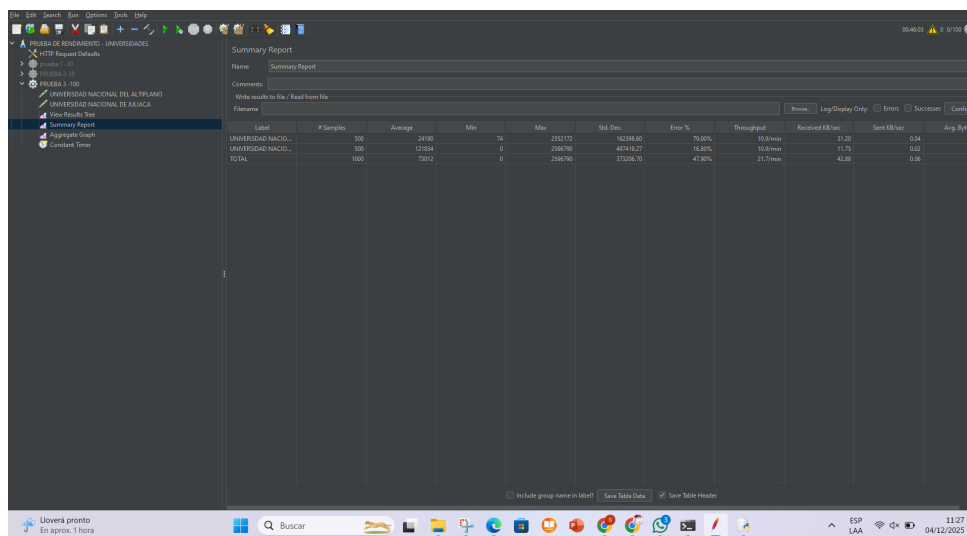 File Edit Search Run Options Tools Help
00:46:03 0 0/100
PRUEBA DE RENDIMIENTO - UNIVERSIDADES
HTTP Request Defaults
prueba 1 -30
PRUEBA 2-30
PRUEBA 3 -100
UNIVERISDAD NACIONAL DEL ALTIPLANO
UNIVERSIDAD NACIONAL DE JULIACA
View Results Tree
Summary Report
Aggregate Graph
Constant Timer
Summary Report
Name: Summary Report
Comments:
Write results to file / Read from file
Filename Browse... Log/Display Only: Errors Successes Confi
Label # Samples Average Min Max Std. Dev. Error % Throughput Received KB/sec Sent KB/sec Avg. Byt
UNIVERISDAD NACIO... 500 24190 74 2552172 162398.60 79.00% 10.9/min 31.20 0.04
UNIVERSIDAD NACIO... 500 121834 0 2596790 497419.27 16.80% 10.9/min 11.75 0.02
TOTAL 1000 73012 0 2596790 373206.70 47.90% 21.7/min 42.88 0.06
Include group name in label? Save Table Data Save Table Header
Lloverá pronto
En aprox. 1 hora
Buscar
ESP
LAA
11:27
04/12/2025